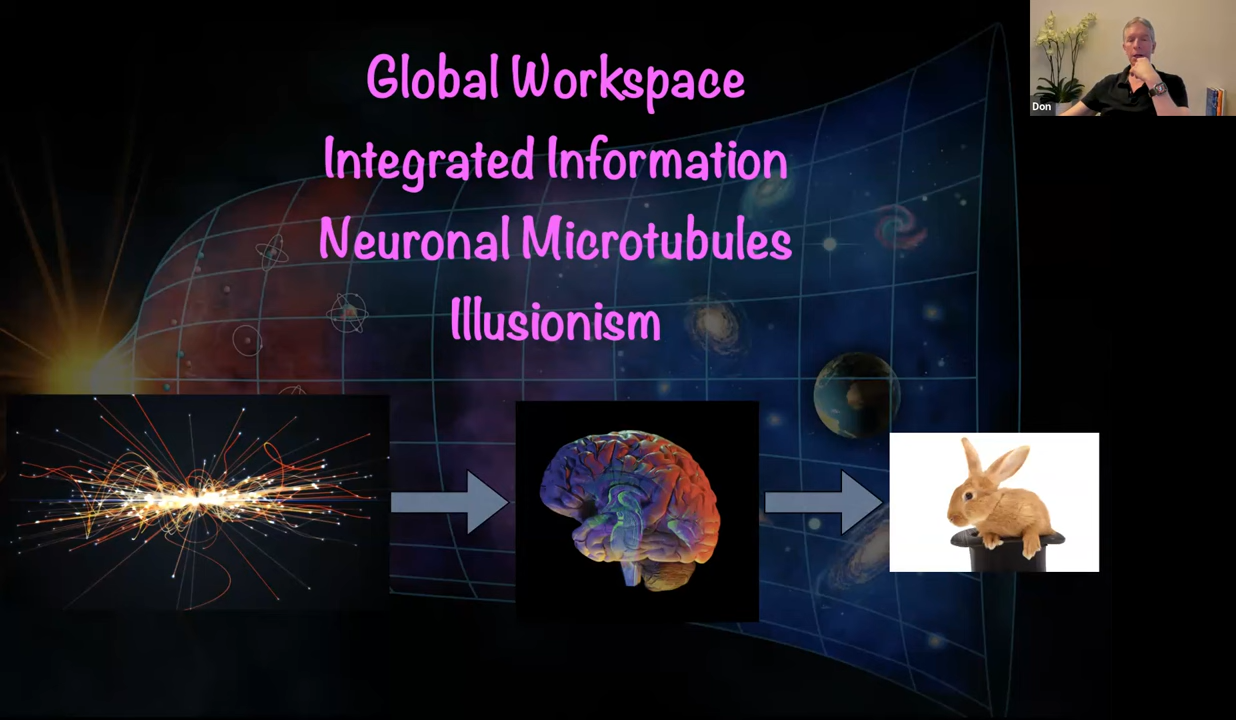 Global Workspace
Integrated Information
Neuronal Microtubules
Illusionism
Don